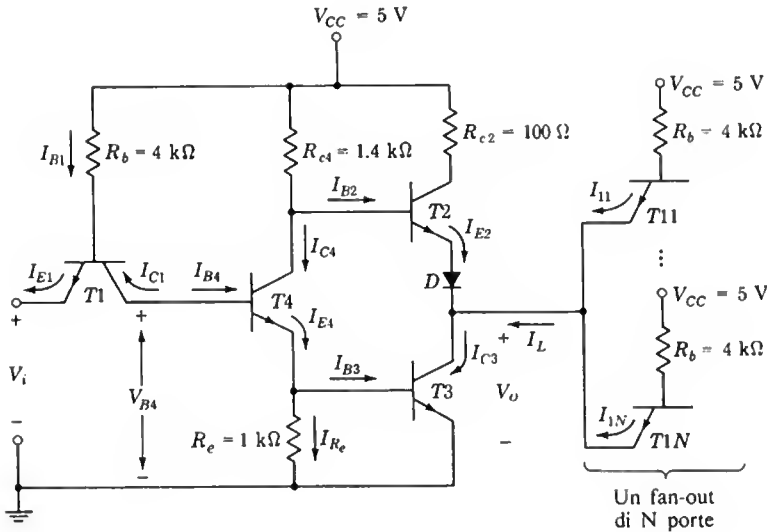 V_CC = 5 V
V_CC = 5 V
I_B1
R_b = 4 kΩ
R_c4 = 1.4 kΩ
R_c2 = 100 Ω
R_b = 4 kΩ
I_B2
I_11
T2
I_E2
T11
I_C4
I_E1
I_C1
I_B4
D
V_CC = 5 V
T1
T4
+
+
I_E4
+
I_L
R_b = 4 kΩ
I_C3
I_B3
V_i
V_B4
T3
V_o
I_1N
R_e = 1 kΩ
I_Re
T1N
−
−
−
Un fan-out
di N porte